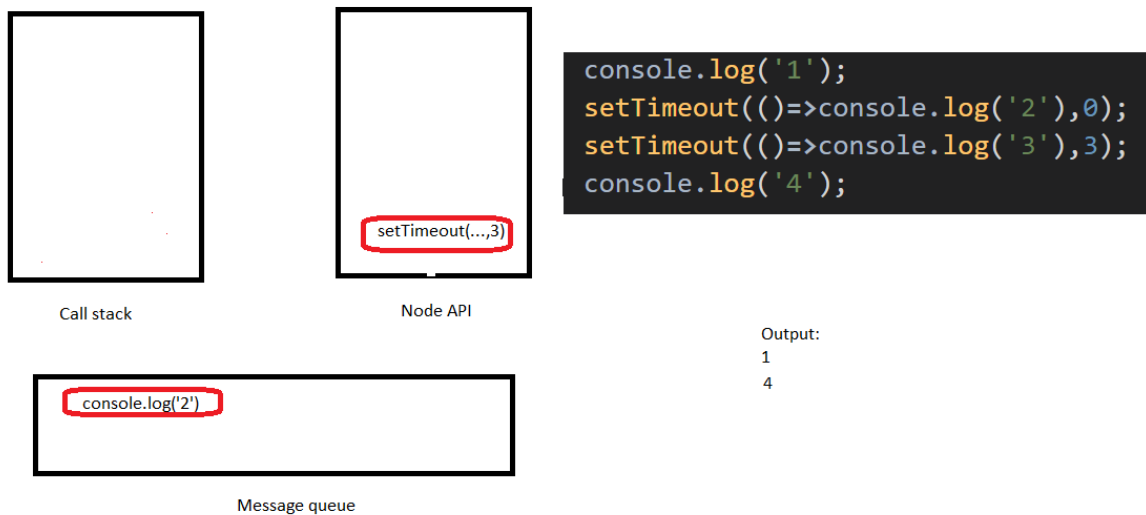 console.log('1');
setTimeout(()=>console.log('2'),0);
setTimeout(()=>console.log('3'),3);
console.log('4');
setTimeout(...,3)
Call stack
Node API
Output:
1
4
console.log('2')
Message queue